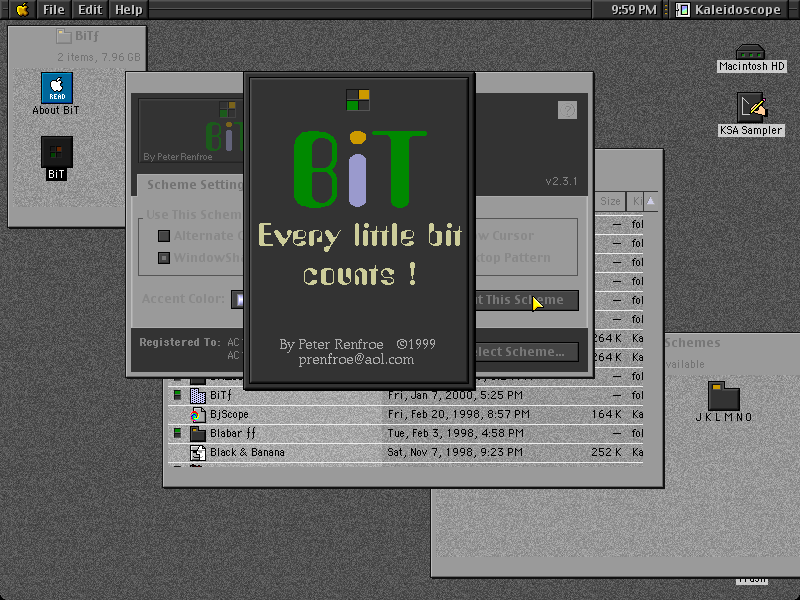 File Edit Help
9:59 PM
Kaleidoscope
BiTƒ
2 items, 7.96 GB
READ
About BiT
BiT
Macintosh HD
KSA Sampler
BiT
By Peter Renfroe
?
v2.3.1
Scheme Setting
Use This Scheme
Alternate
WindowSha
w Cursor
ktop Pattern
Accent Color:
t This Scheme
Registered To: AC
AC
lect Scheme...
BiT
Every little bit
counts !
By Peter Renfroe ©1999
prenfroe@aol.com
Size Ki
— fol
— fol
— fol
— fol
— fol
— fol
264 K Ka
264 K Ka
— fol
BiTƒ Fri, Jan 7, 2000, 5:25 PM — fol
BjScope Fri, Feb 20, 1998, 8:57 PM 164 K Ka
Blabar ƒƒ Tue, Feb 3, 1998, 4:58 PM — fol
Black & Banana Sat, Nov 7, 1998, 9:23 PM 252 K Ka
Schemes
vailable
J K L M N O
Trash